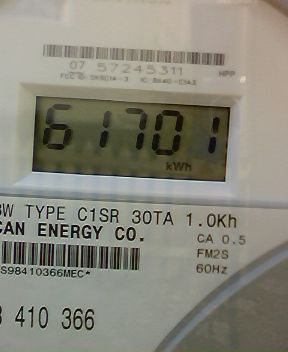 07 57245311
HPP
61701
kWh
3W TYPE C1SR 30TA 1.0Kh
CAN ENERGY CO.
CA 0.5
FM2S
60Hz
S98410366MEC*
410 366